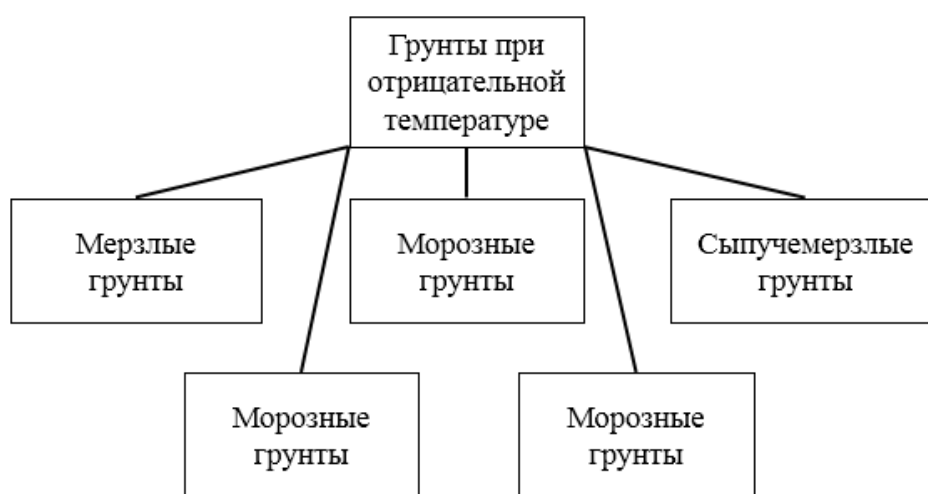 Грунты при
отрицательной
температуре
Мерзлые
грунты
Морозные
грунты
Сыпучемерзлые
грунты
Морозные
грунты
Морозные
грунты